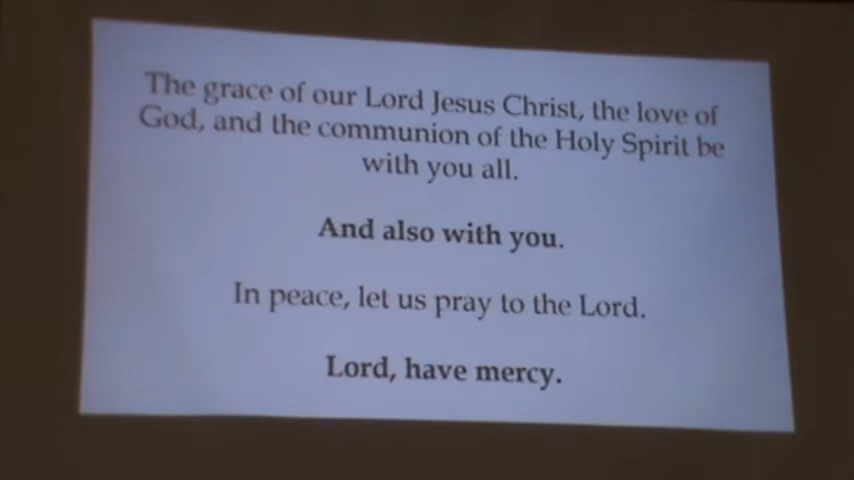 The grace of our Lord Jesus Christ, the love of
God, and the communion of the Holy Spirit be
with you all.
And also with you.
In peace, let us pray to the Lord.
Lord, have mercy.